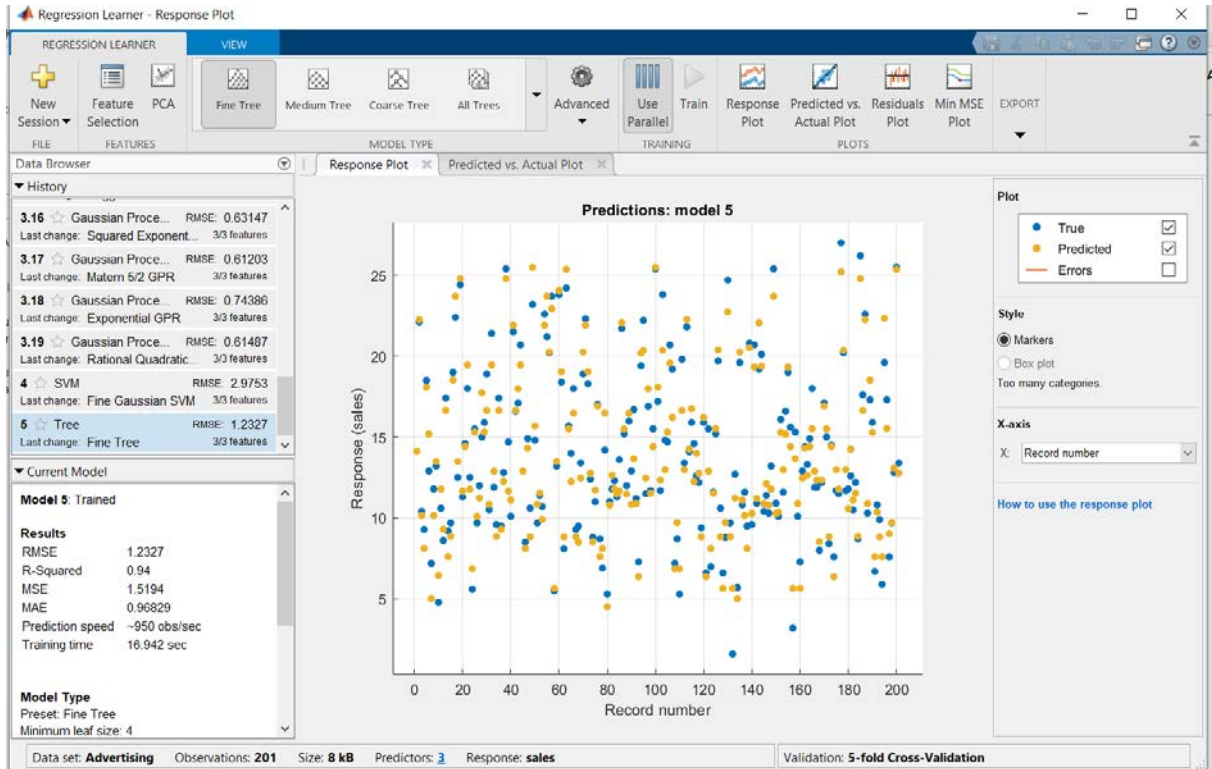 Regression Learner - Response Plot
REGRESSION LEARNER VIEW
New Session
Feature Selection
PCA
Fine Tree
Medium Tree
Coarse Tree
All Trees
Advanced
Use Parallel
Train
Response Plot
Predicted vs. Actual Plot
Residuals Plot
Min MSE Plot
EXPORT
FILE FEATURES MODEL TYPE TRAINING PLOTS
Data Browser
History
3.16 Gaussian Proce... RMSE: 0.63147
Last change: Squared Exponent... 3/3 features
3.17 Gaussian Proce... RMSE: 0.61203
Last change: Matern 5/2 GPR 3/3 features
3.18 Gaussian Proce... RMSE: 0.74386
Last change: Exponential GPR 3/3 features
3.19 Gaussian Proce... RMSE: 0.61487
Last change: Rational Quadratic... 3/3 features
4 SVM RMSE: 2.9753
Last change: Fine Gaussian SVM 3/3 features
5 Tree RMSE: 1.2327
Last change: Fine Tree 3/3 features
Current Model
Model 5: Trained
Results
RMSE 1.2327
R-Squared 0.94
MSE 1.5194
MAE 0.96829
Prediction speed ~950 obs/sec
Training time 16.942 sec
Model Type
Preset: Fine Tree
Minimum leaf size: 4
Response Plot Predicted vs. Actual Plot
Predictions: model 5
Response (sales)
25
20
15
10
5
0 20 40 60 80 100 120 140 160 180 200
Record number
Plot
True
Predicted
Errors
Style
Markers
Box plot
Too many categories.
X-axis
X: Record number
How to use the response plot
Data set: Advertising Observations: 201 Size: 8 kB Predictors: 3 Response: sales Validation: 5-fold Cross-Validation